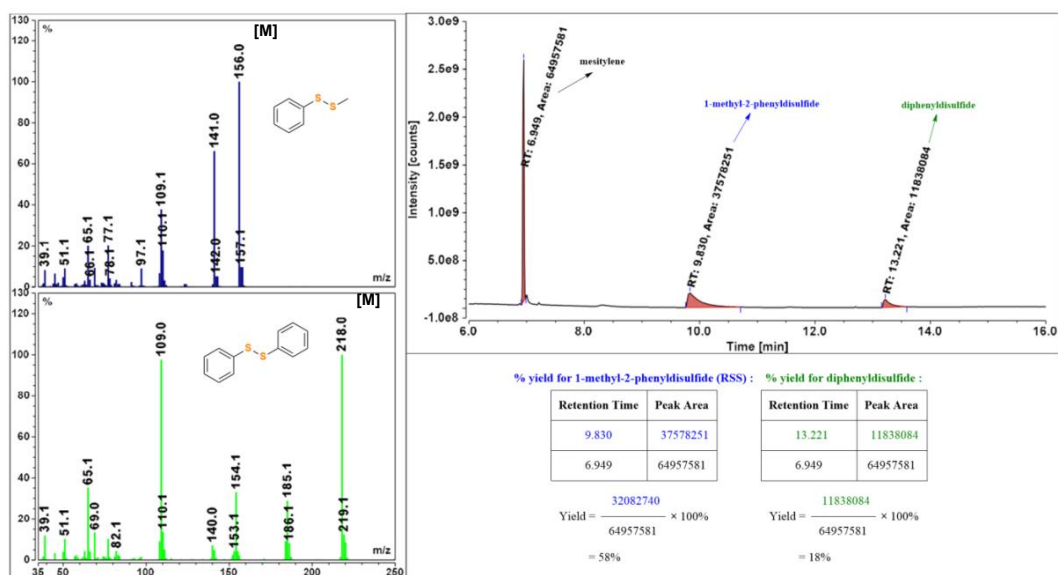 [M]
130
%
120
100
80
60
40
20
0
39.1
51.1
65.1
66.1
77.1
78.1
97.1
109.1
110.1
141.0
142.0
156.0
157.1
m/z
S
S
[M]
130
%
120
100
80
60
40
20
0
39.1
51.1
65.1
69.0
82.1
109.0
110.1
140.0
153.1
154.1
185.1
186.1
218.0
219.1
m/z
S
S
35 50 100 150 200 250
3.0e9
2.5e9
2.0e9
1.5e9
1.0e9
5.0e8
-1.0e8
Intensity [counts]
RT: 6.949, Area: 64957581
mesitylene
RT: 9.830, Area: 37578251
1-methyl-2-phenyldisulfide
RT: 13.221, Area: 11838084
diphenyldisulfide
6.0 8.0 10.0 12.0 14.0 16.0
Time [min]
% yield for 1-methyl-2-phenyldisulfide (RSS) :
Retention Time Peak Area
9.830 37578251
6.949 64957581
32082740
Yield = × 100%
64957581
= 58%
% yield for diphenyldisulfide :
Retention Time Peak Area
13.221 11838084
6.949 64957581
11838084
Yield = × 100%
64957581
= 18%